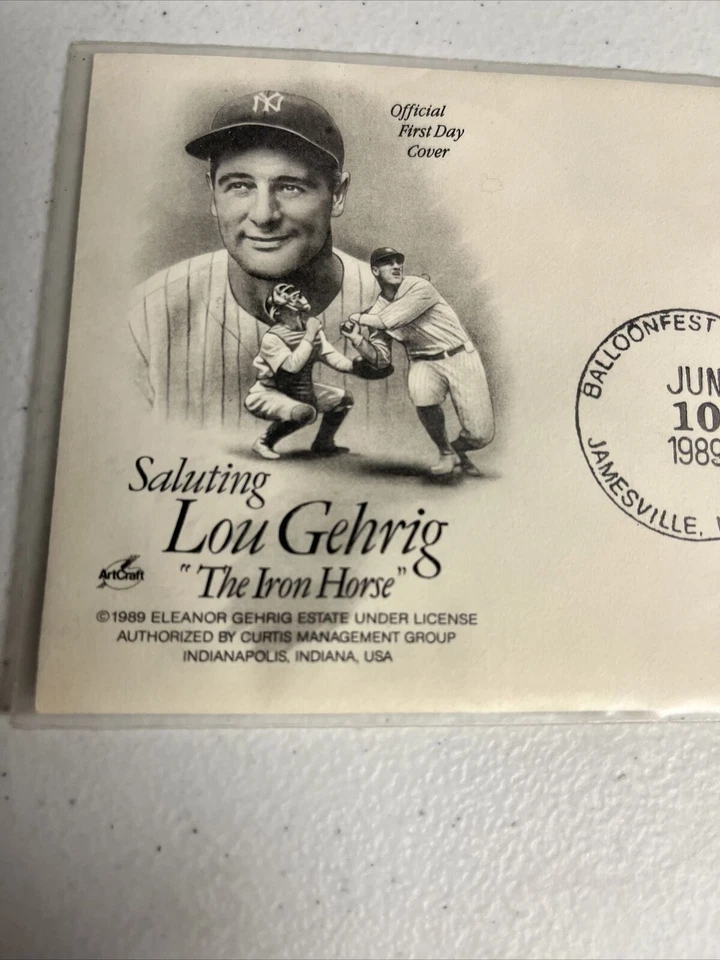 NY
Official
First Day
Cover
BALLOONFEST
JUN
10
1989
JAMESVILLE,
Saluting
Lou Gehrig
"The Iron Horse"
ArtCraft
©1989 ELEANOR GEHRIG ESTATE UNDER LICENSE
AUTHORIZED BY CURTIS MANAGEMENT GROUP
INDIANAPOLIS, INDIANA, USA